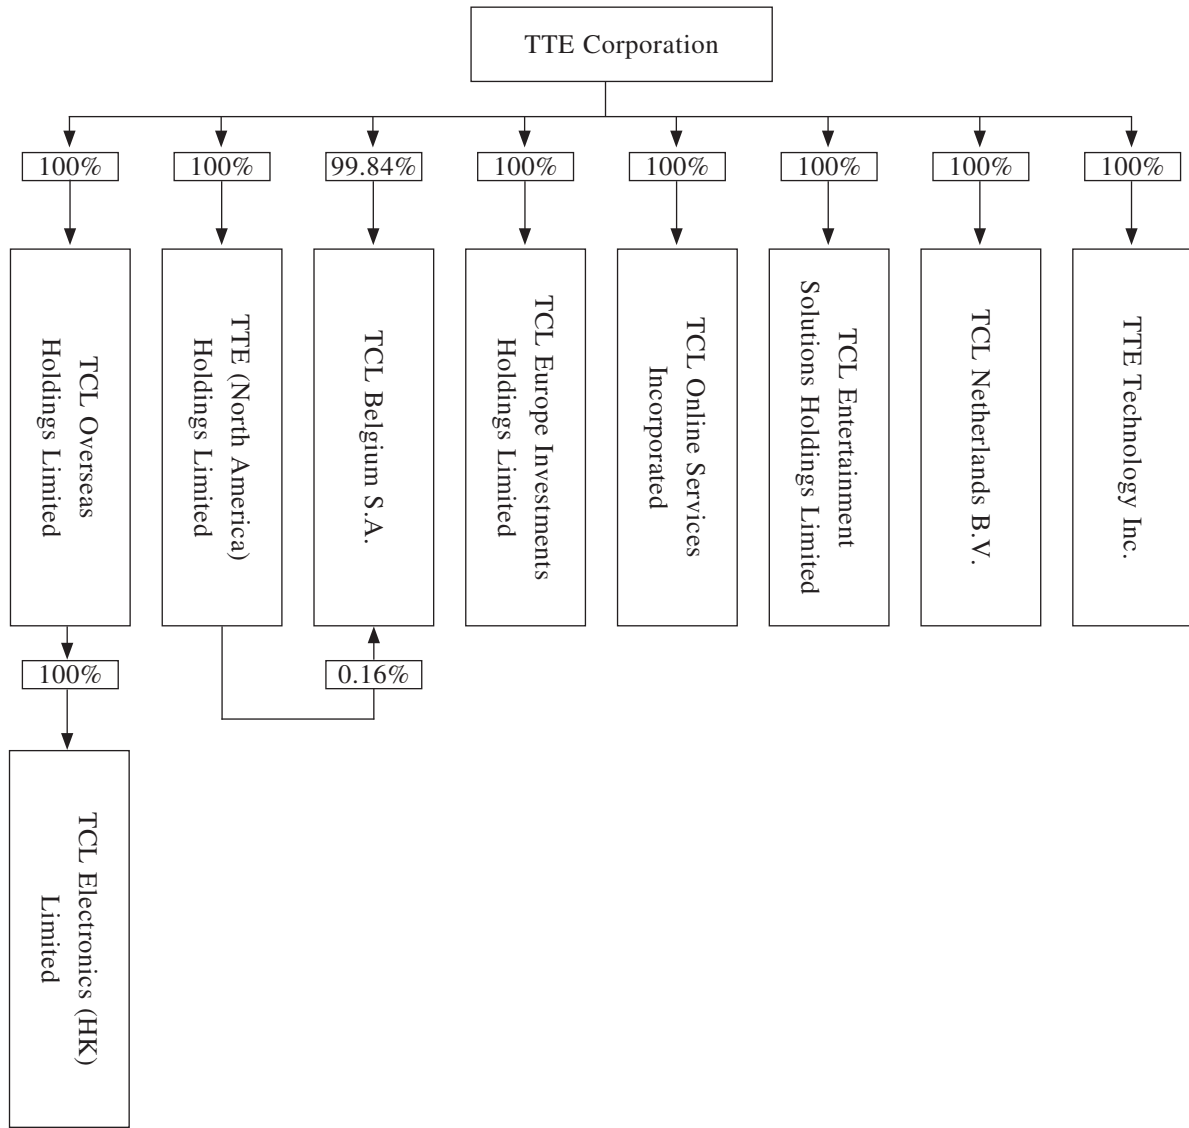 TTE Corporation
100%
100%
99.84%
100%
100%
100%
100%
100%
TCL Overseas
Holdings Limited
TTE (North America)
Holdings Limited
TCL Belgium S.A.
TCL Europe Investments
Holdings Limited
TCL Online Services
Incorporated
TCL Entertainment
Solutions Holdings Limited
TCL Netherlands B.V.
TTE Technology Inc.
100%
0.16%
TCL Electronics (HK)
Limited